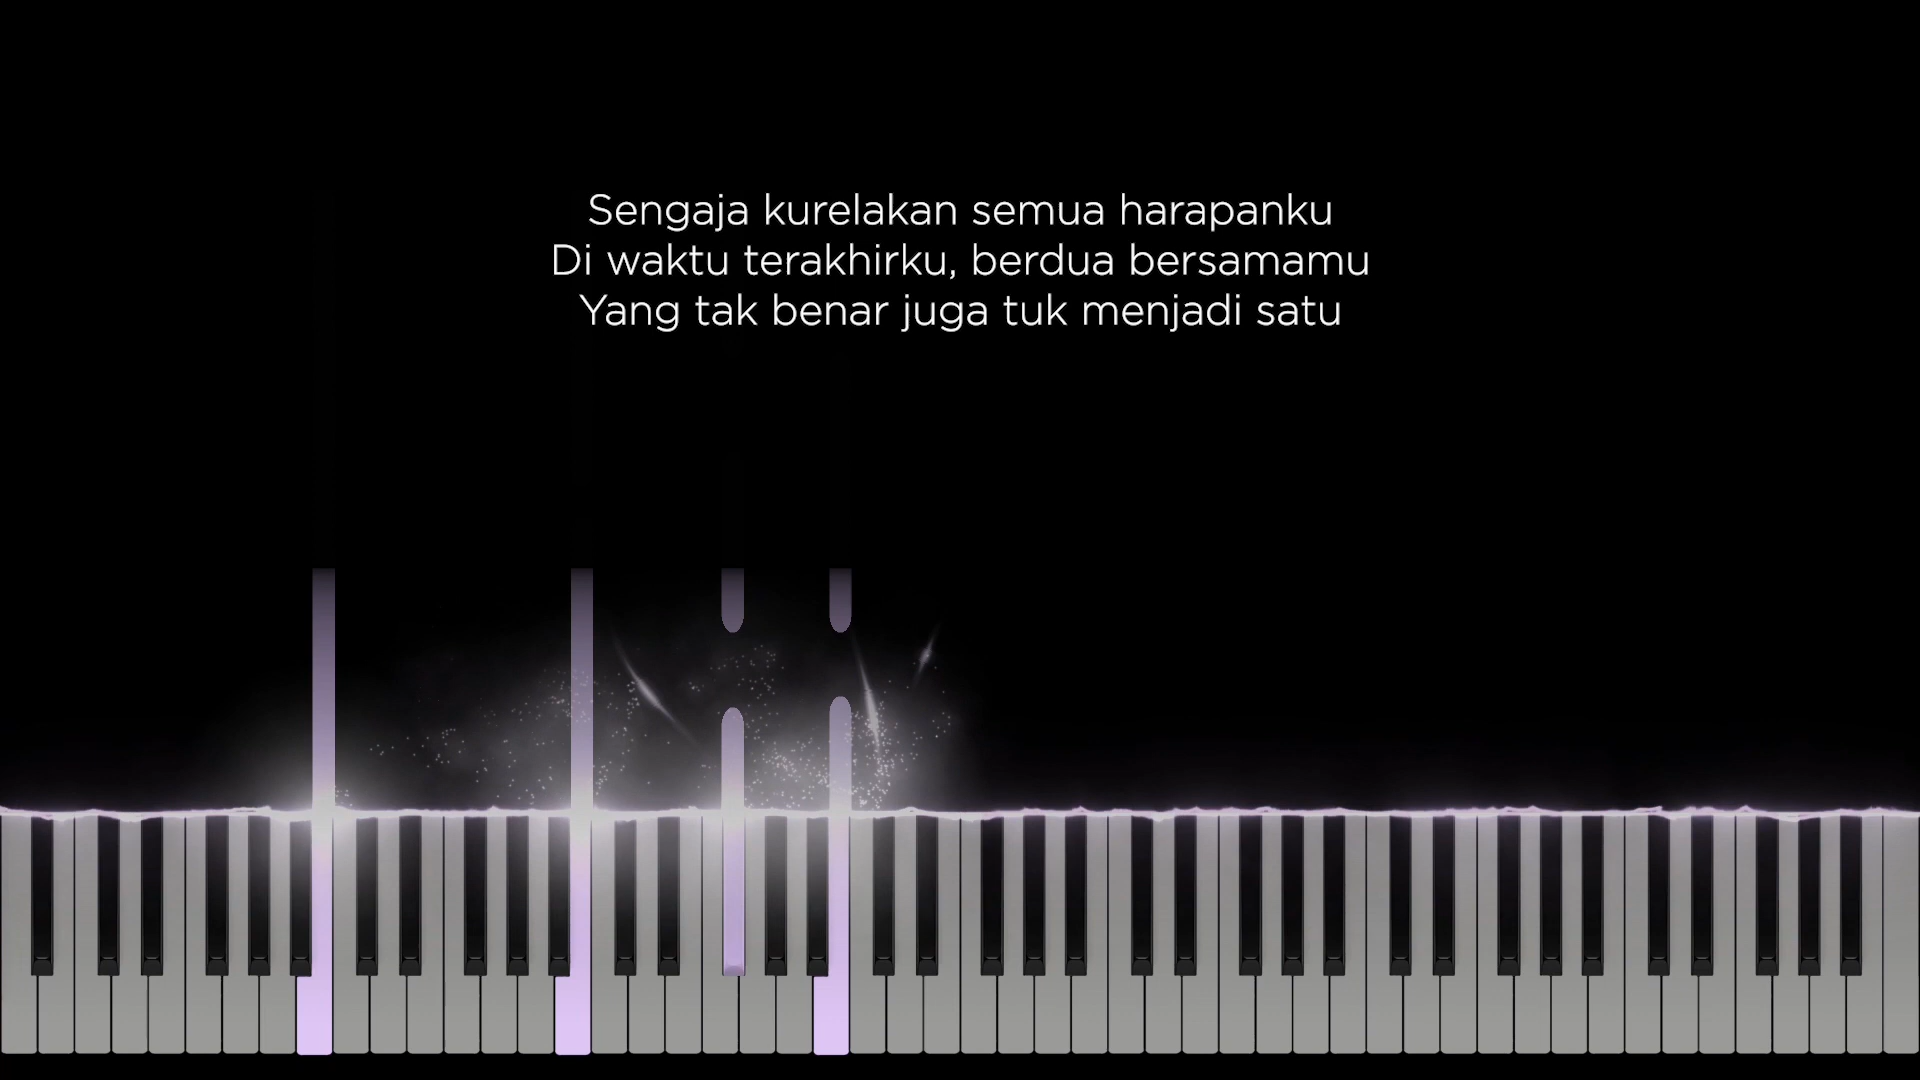 Sengaja kurelakan semua harapanku
Di waktu terakhirku, berdua bersamamu
Yang tak benar juga tuk menjadi satu